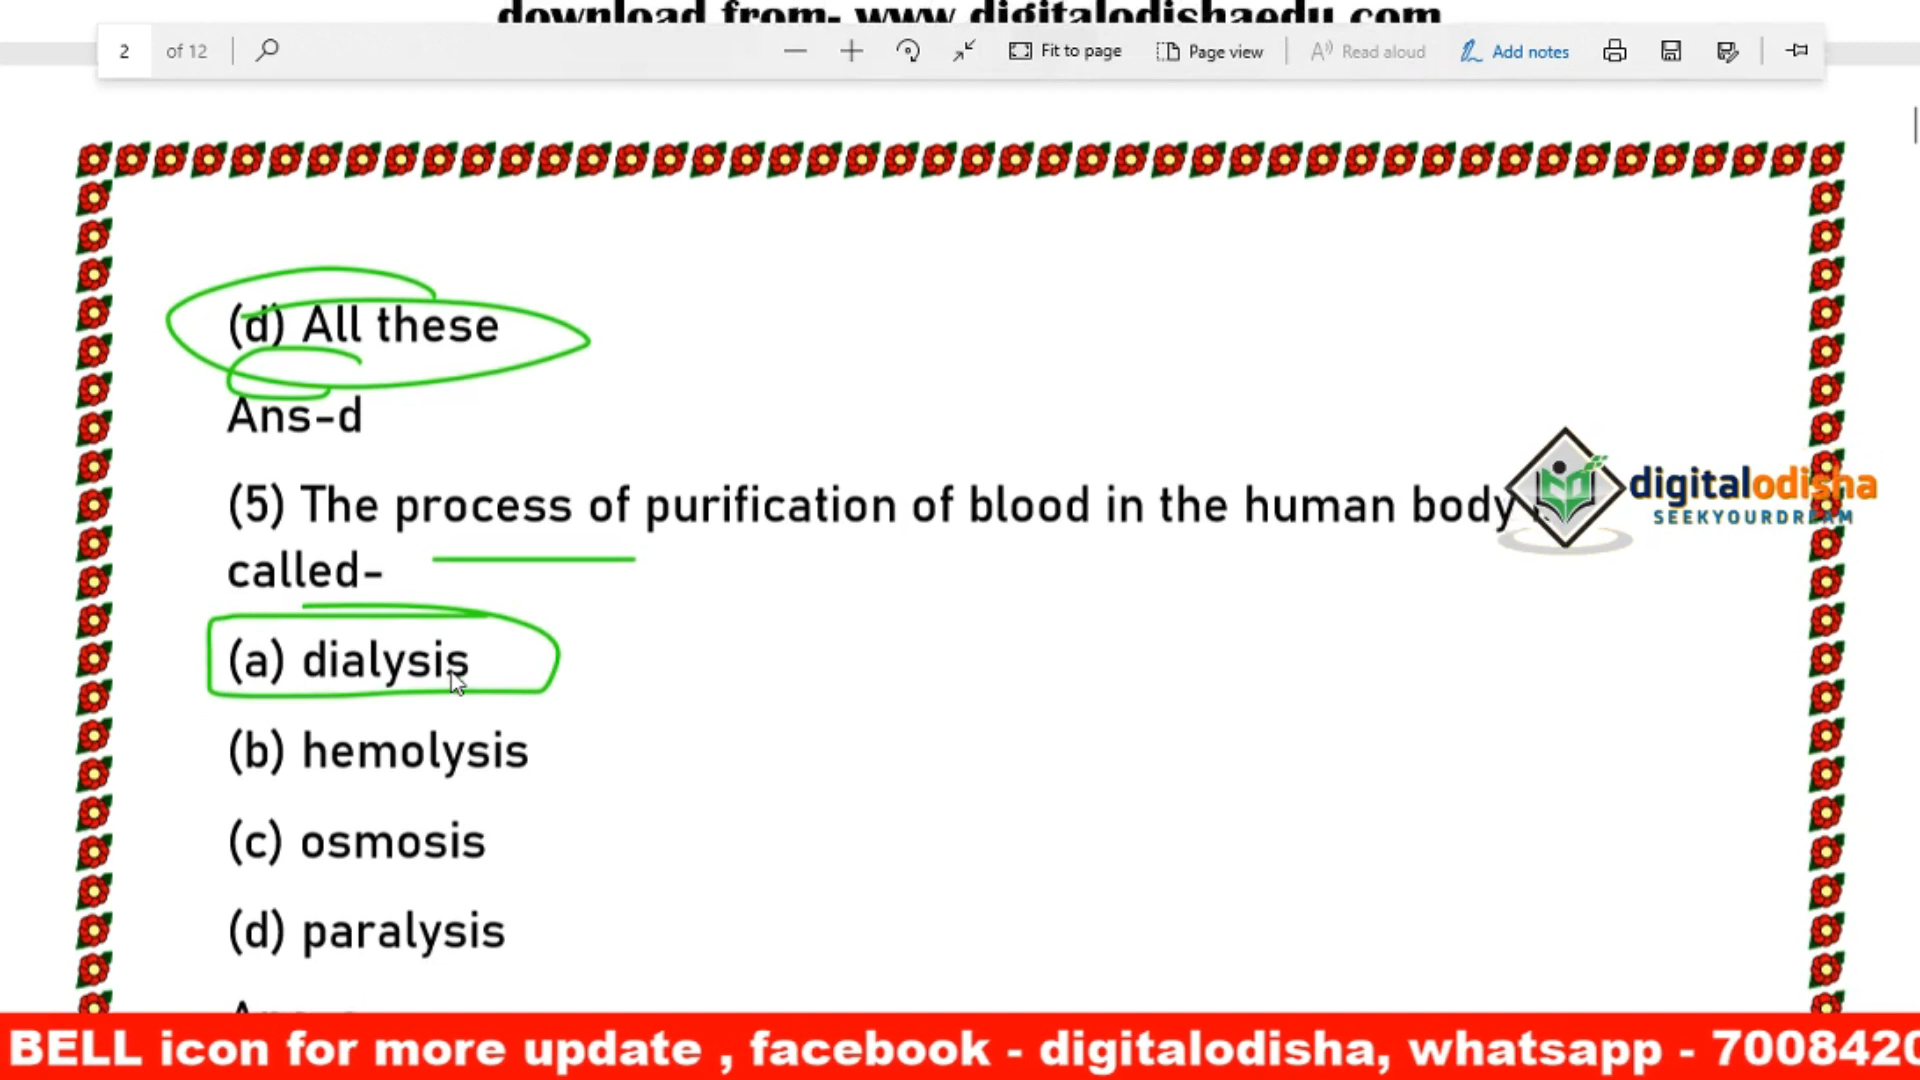 download from- www.digitalodishaedu.com
2 of 12 Fit to page Page view Read aloud Add notes
(d) All these
Ans-d
(5) The process of purification of blood in the human body
called-
digitalodisha
SEEKYOURDREAM
(a) dialysis
(b) hemolysis
(c) osmosis
(d) paralysis
BELL icon for more update , facebook - digitalodisha, whatsapp - 7008420